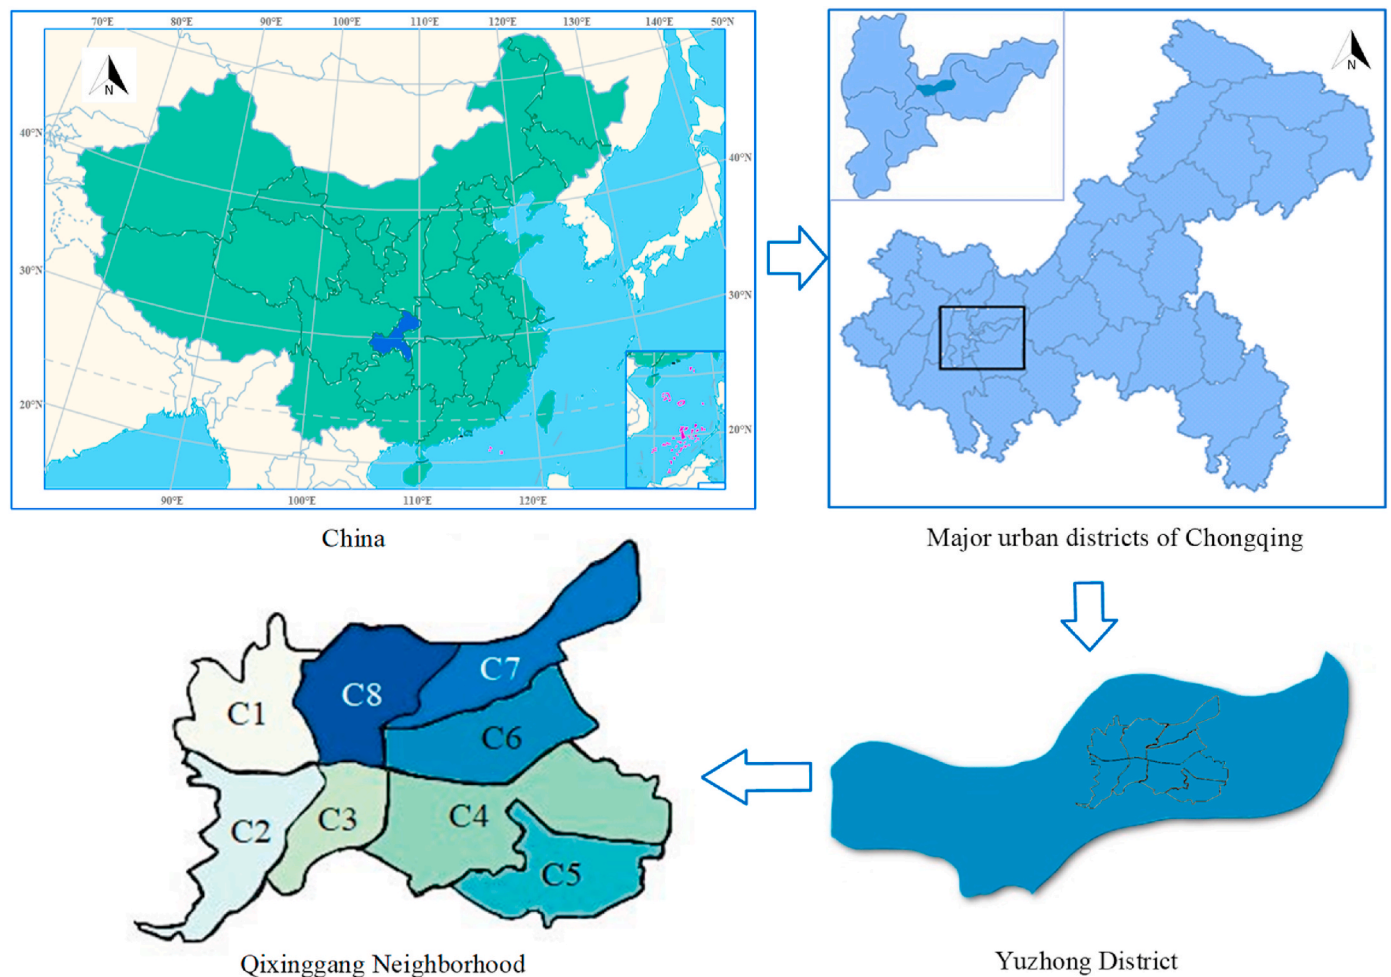 70°E 80°E 90°E 100°E 110°E 120°E 130°E 140°E 50°N
N
40°N
40°N
30°N
30°N
20°N
20°N
90°E 100°E 110°E 120°E
China
N
Major urban districts of Chongqing
C1
C8
C7
C6
C2
C3
C4
C5
Qixinggang Neighborhood
Yuzhong District